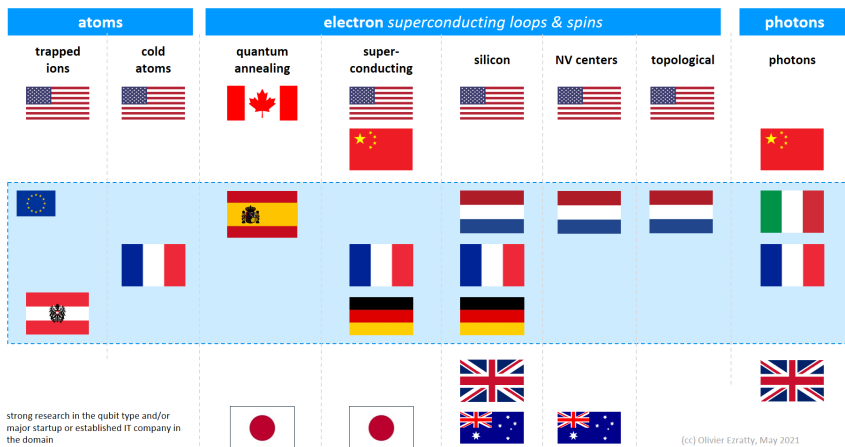 atoms
electron superconducting loops & spins
photons
trapped
ions
cold
atoms
quantum
annealing
super-
conducting
silicon
NV centers
topological
photons
strong research in the qubit type and/or
major startup or established IT company in
the domain
(cc) Olivier Ezratty, May 2021